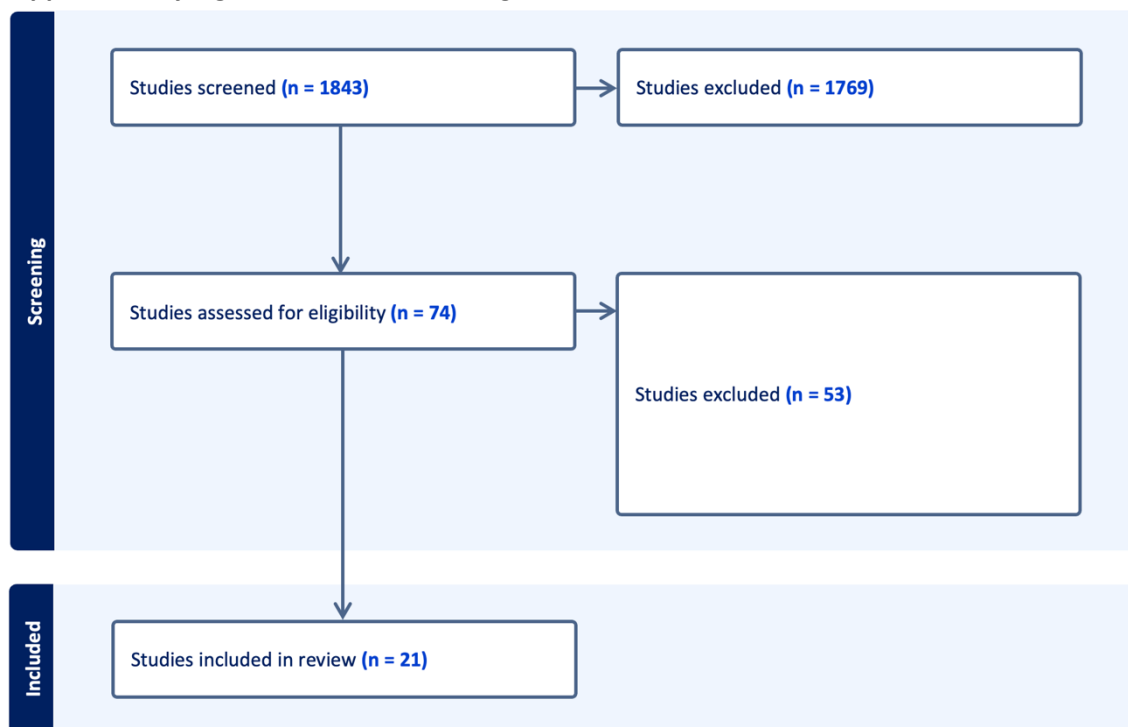 Screening
Studies screened (n = 1843)
Studies excluded (n = 1769)
Studies assessed for eligibility (n = 74)
Studies excluded (n = 53)
Included
Studies included in review (n = 21)